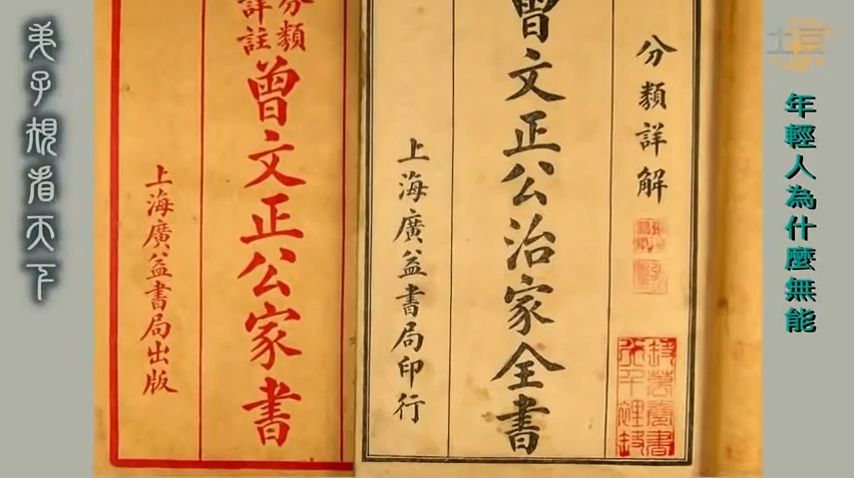 土豆
年輕人為什麼無能
分類詳解
曾文正公治家全書
上海廣益書局印行
分類
詳註
曾文正公家書
上海廣益書局出版
弟子規看天下